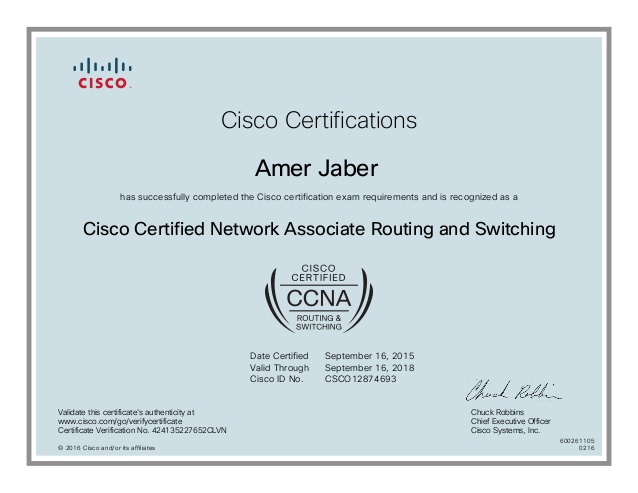 CISCO
Cisco Certifications
Amer Jaber
has successfully completed the Cisco certification exam requirements and is recognized as a
Cisco Certified Network Associate Routing and Switching
CISCO
CERTIFIED
CCNA
ROUTING &
SWITCHING
Date Certified September 16, 2015
Valid Through September 16, 2018
Cisco ID No. CSCO12874693
Chuck Robbins
Validate this certificate's authenticity at
www.cisco.com/go/verifycertificate
Certificate Verification No. 424135227652CLVN
Chuck Robbins
Chief Executive Officer
Cisco Systems, Inc.
© 2016 Cisco and/or its affiliates
600261105
0216